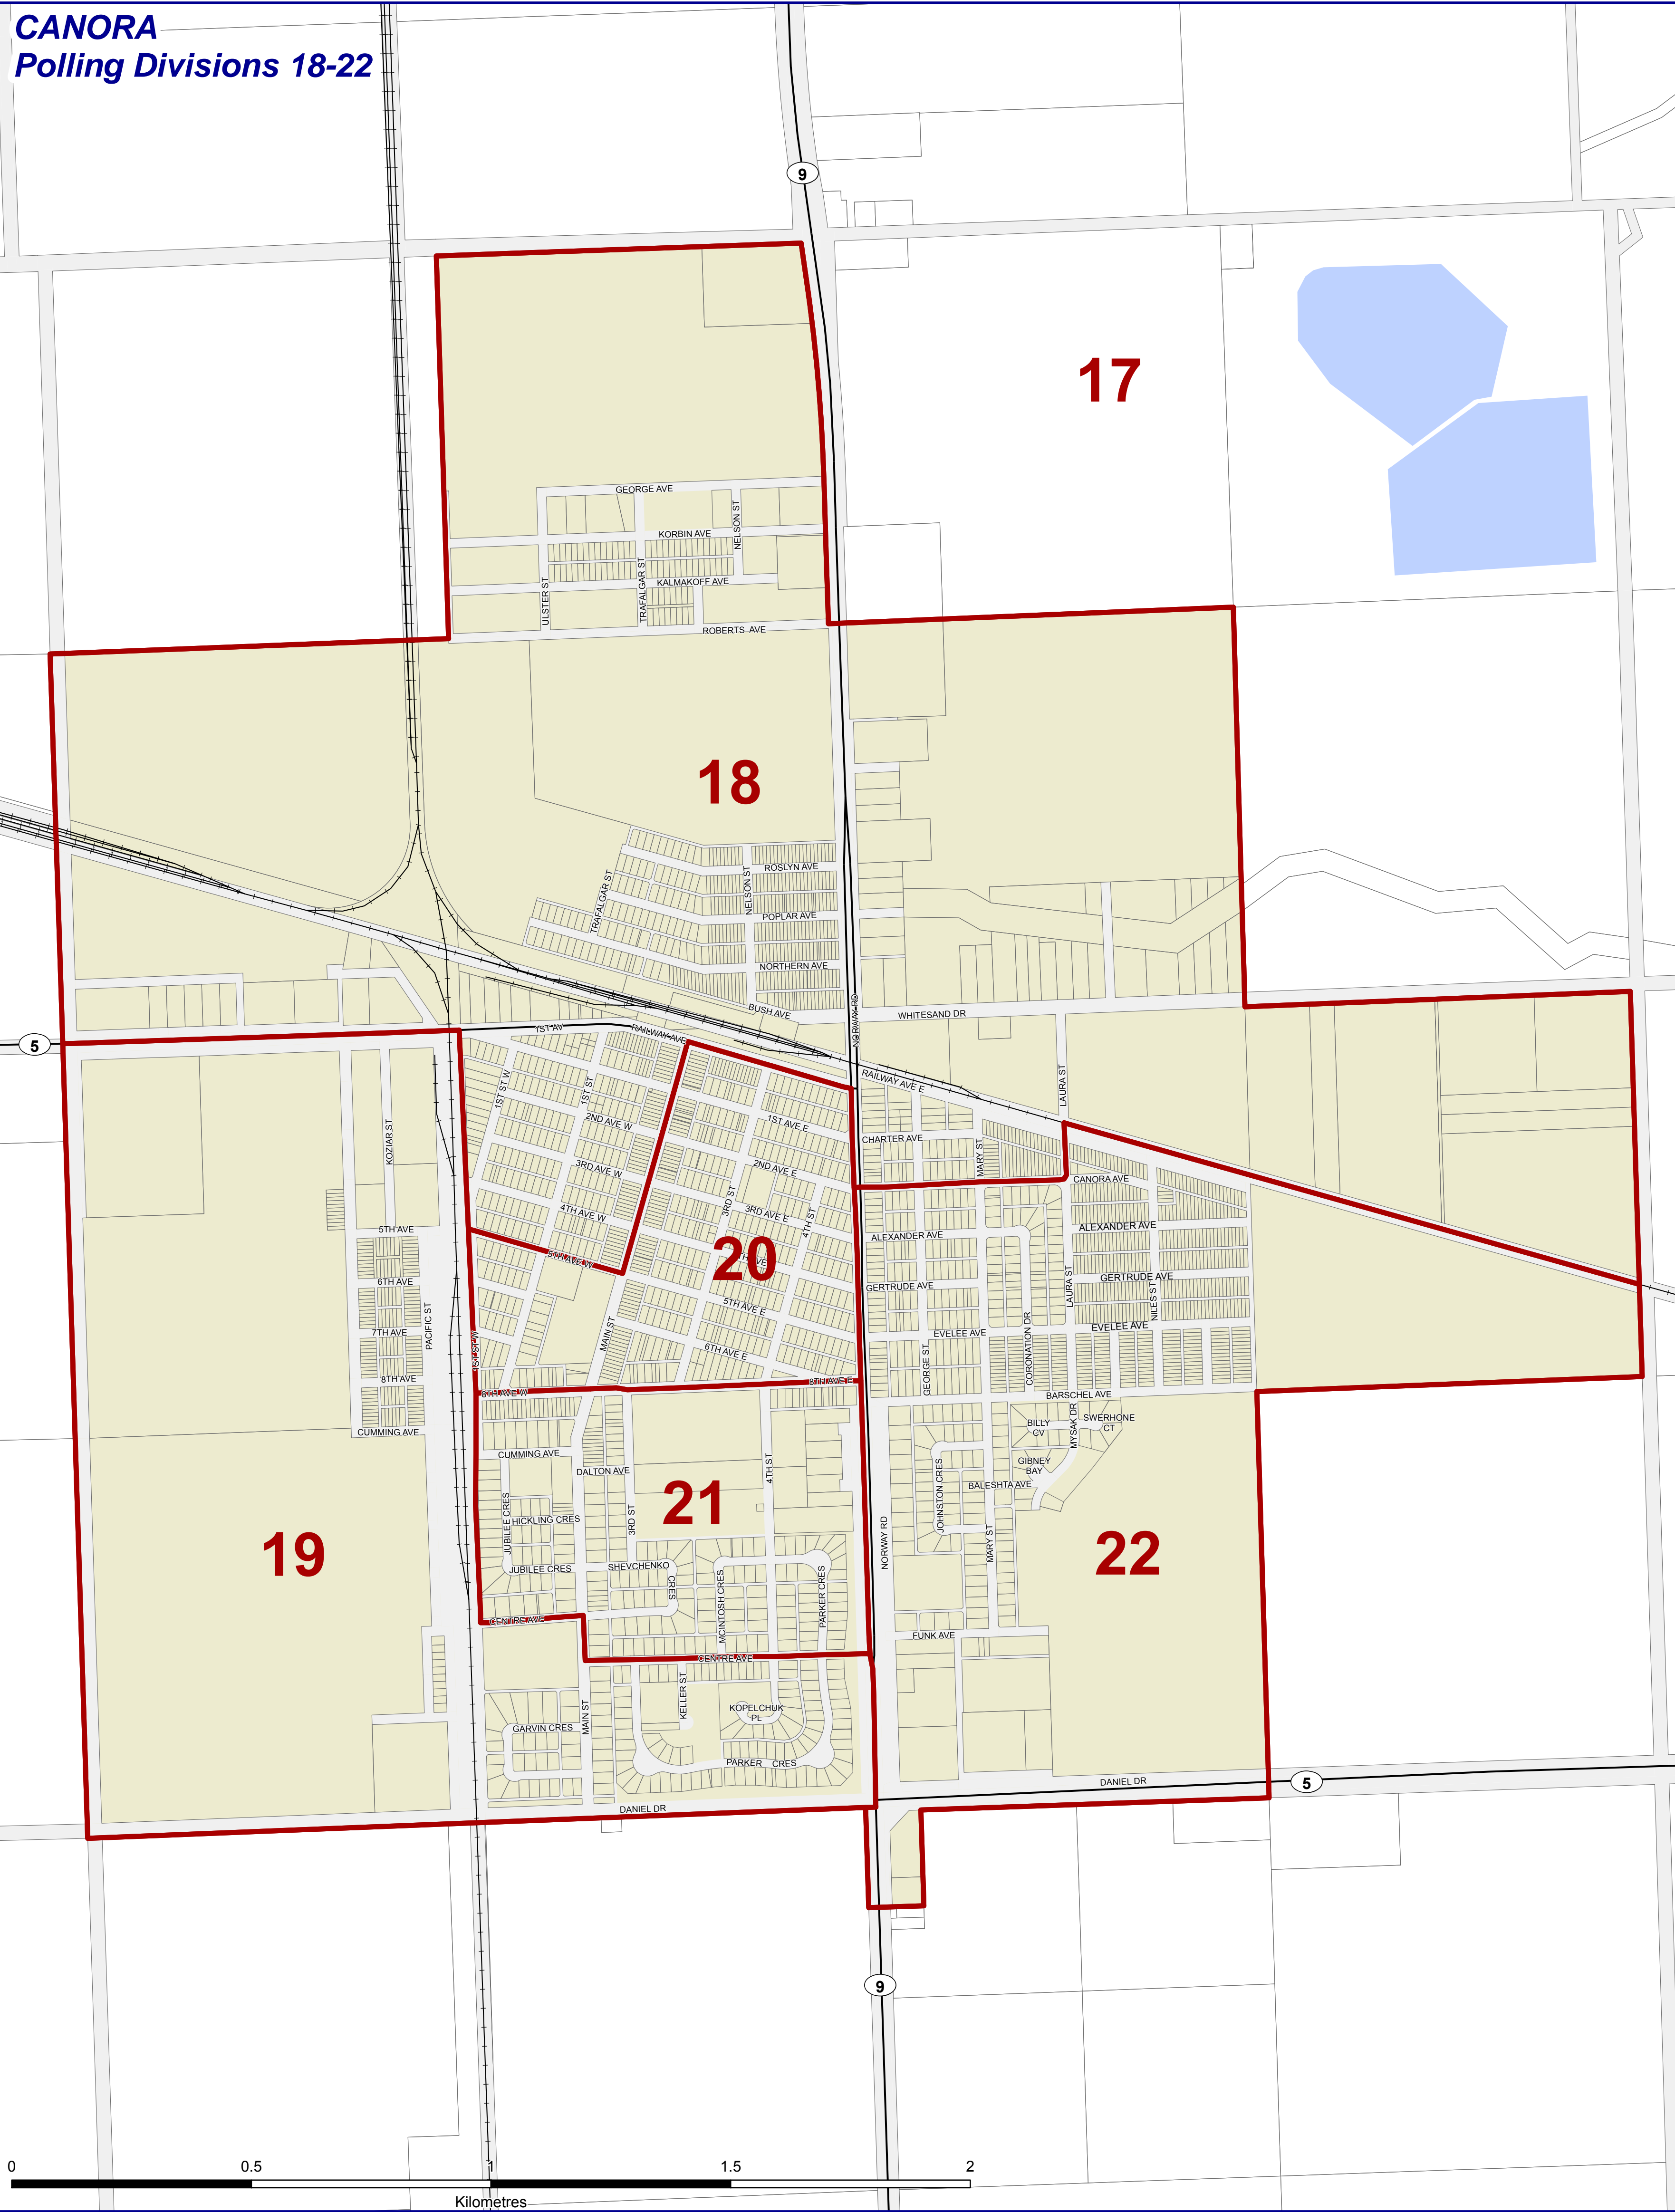 CANORA
Polling Divisions 18-22
9
17
GEORGE AVE
NELSON ST
KORBIN AVE
ULSTER ST
TRAFALGAR ST
KALMAKOFF AVE
ROBERTS AVE
18
TRAFALGAR ST
NELSON ST
ROSLYN AVE
POPLAR AVE
NORTHERN AVE
BUSH AVE
NORWAY RD
WHITESAND DR
5
1ST AV
RAILWAY AVE
RAILWAY AVE E
LAURA ST
1ST ST W
1ST ST
2ND AVE W
1ST AVE E
CHARTER AVE
MARY ST
KOZIAR ST
3RD AVE W
2ND AVE E
CANORA AVE
3RD ST
4TH AVE W
3RD AVE E
4TH ST
ALEXANDER AVE
ALEXANDER AVE
5TH AVE
5TH AVE W
20
6TH AVE
GERTRUDE AVE
LAURA ST
GERTRUDE AVE
NILES ST
PACIFIC ST
5TH AVE E
7TH AVE
1ST ST W
MAIN ST
6TH AVE E
EVELEE AVE
EVELEE AVE
CORONATION DR
GEORGE ST
8TH AVE
8TH AVE W
8TH AVE E
BARSCHEL AVE
CUMMING AVE
BILLY
CV
MYSAK DR
SWERHONE
CT
CUMMING AVE
DALTON AVE
4TH ST
GIBNEY
BAY
BALESHTA AVE
21
JUBILEE CRES
HICKLING CRES
3RD ST
JOHNSTON CRES
MARY ST
NORWAY RD
19
22
JUBILEE CRES
SHEVCHENKO
CRES
MCINTOSH CRES
PARKER CRES
CENTRE AVE
FUNK AVE
CENTRE AVE
KELLER ST
MAIN ST
GARVIN CRES
KOPELCHUK
PL
PARKER CRES
DANIEL DR
DANIEL DR
5
9
0
0.5
1
1.5
2
Kilometres